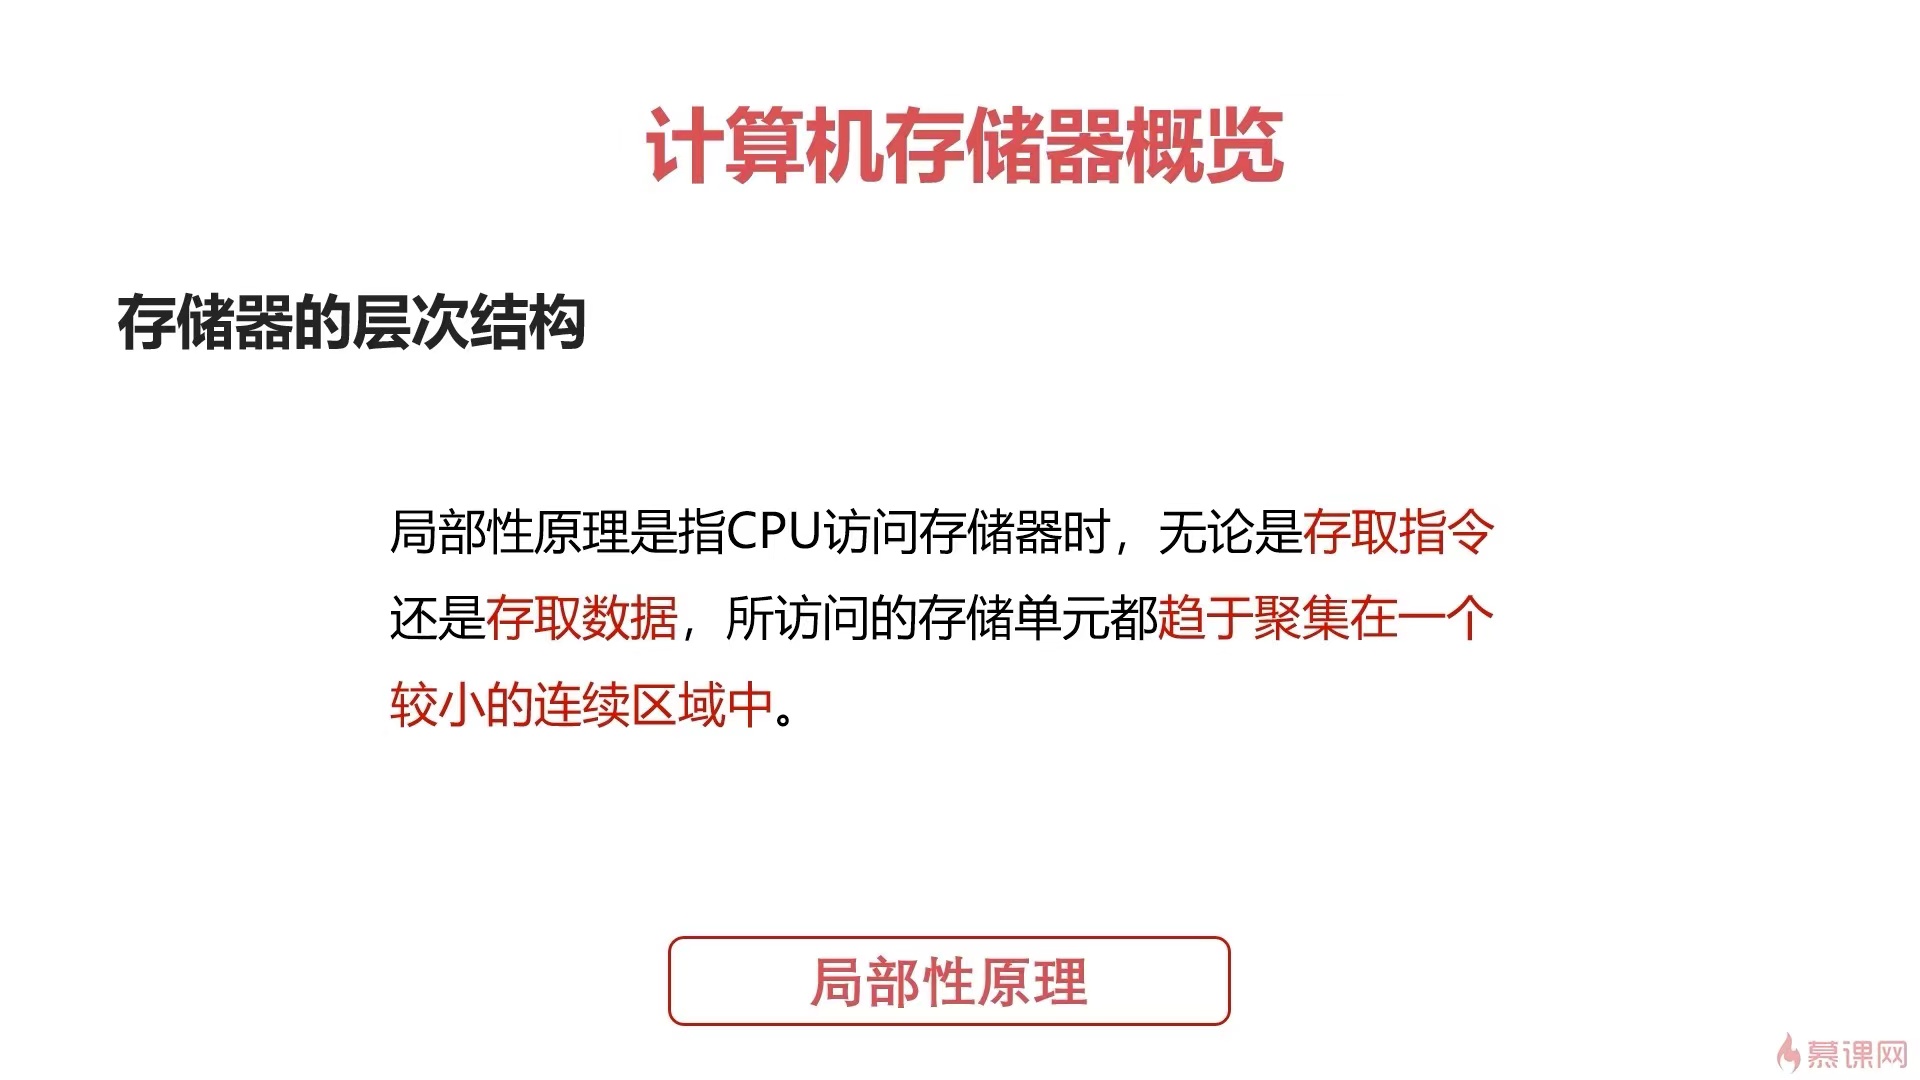 计算机存储器概览
存储器的层次结构
局部性原理是指CPU访问存储器时，无论是存取指令
还是存取数据，所访问的存储单元都趋于聚集在一个
较小的连续区域中。
局部性原理
慕课网